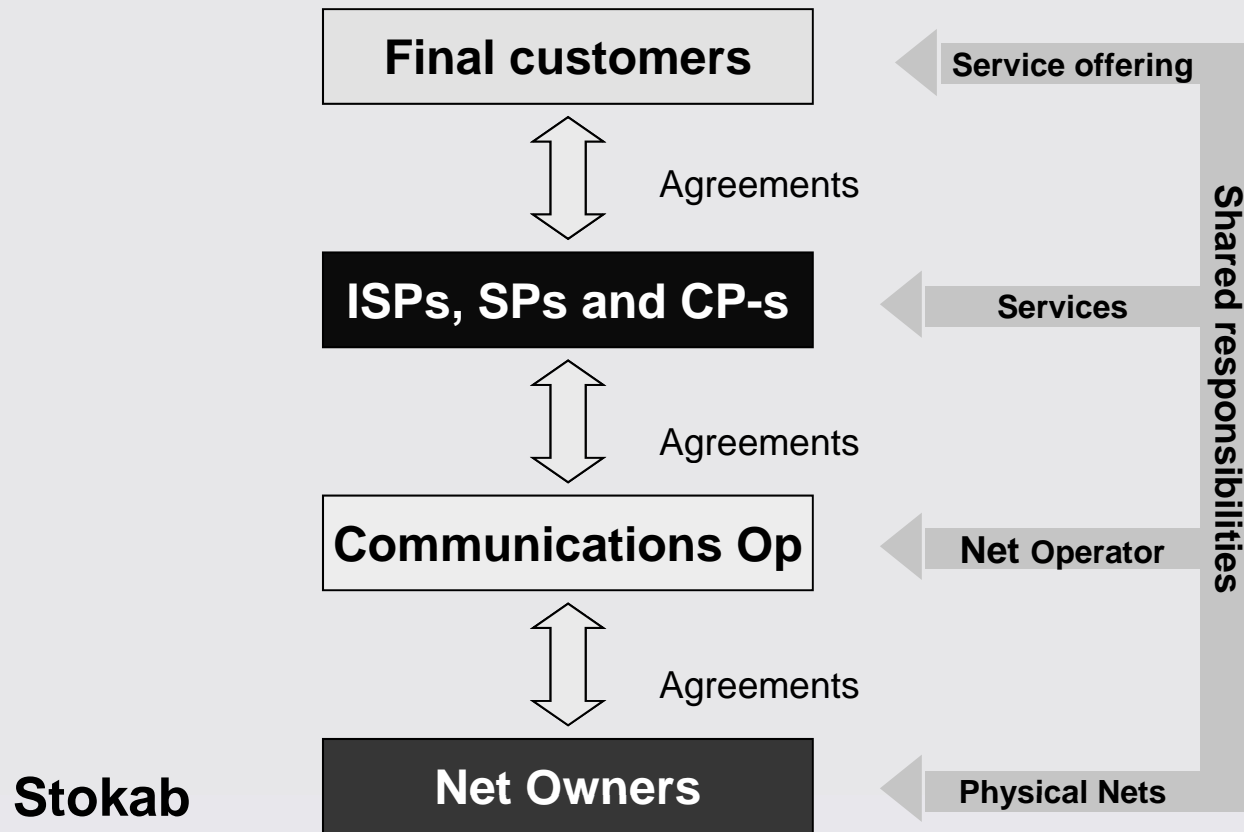 Final customers
Service offering
Agreements
Shared responsibilities
ISPs, SPs and CP-s
Services
Agreements
Communications Op
Net Operator
Agreements
Stokab
Net Owners
Physical Nets